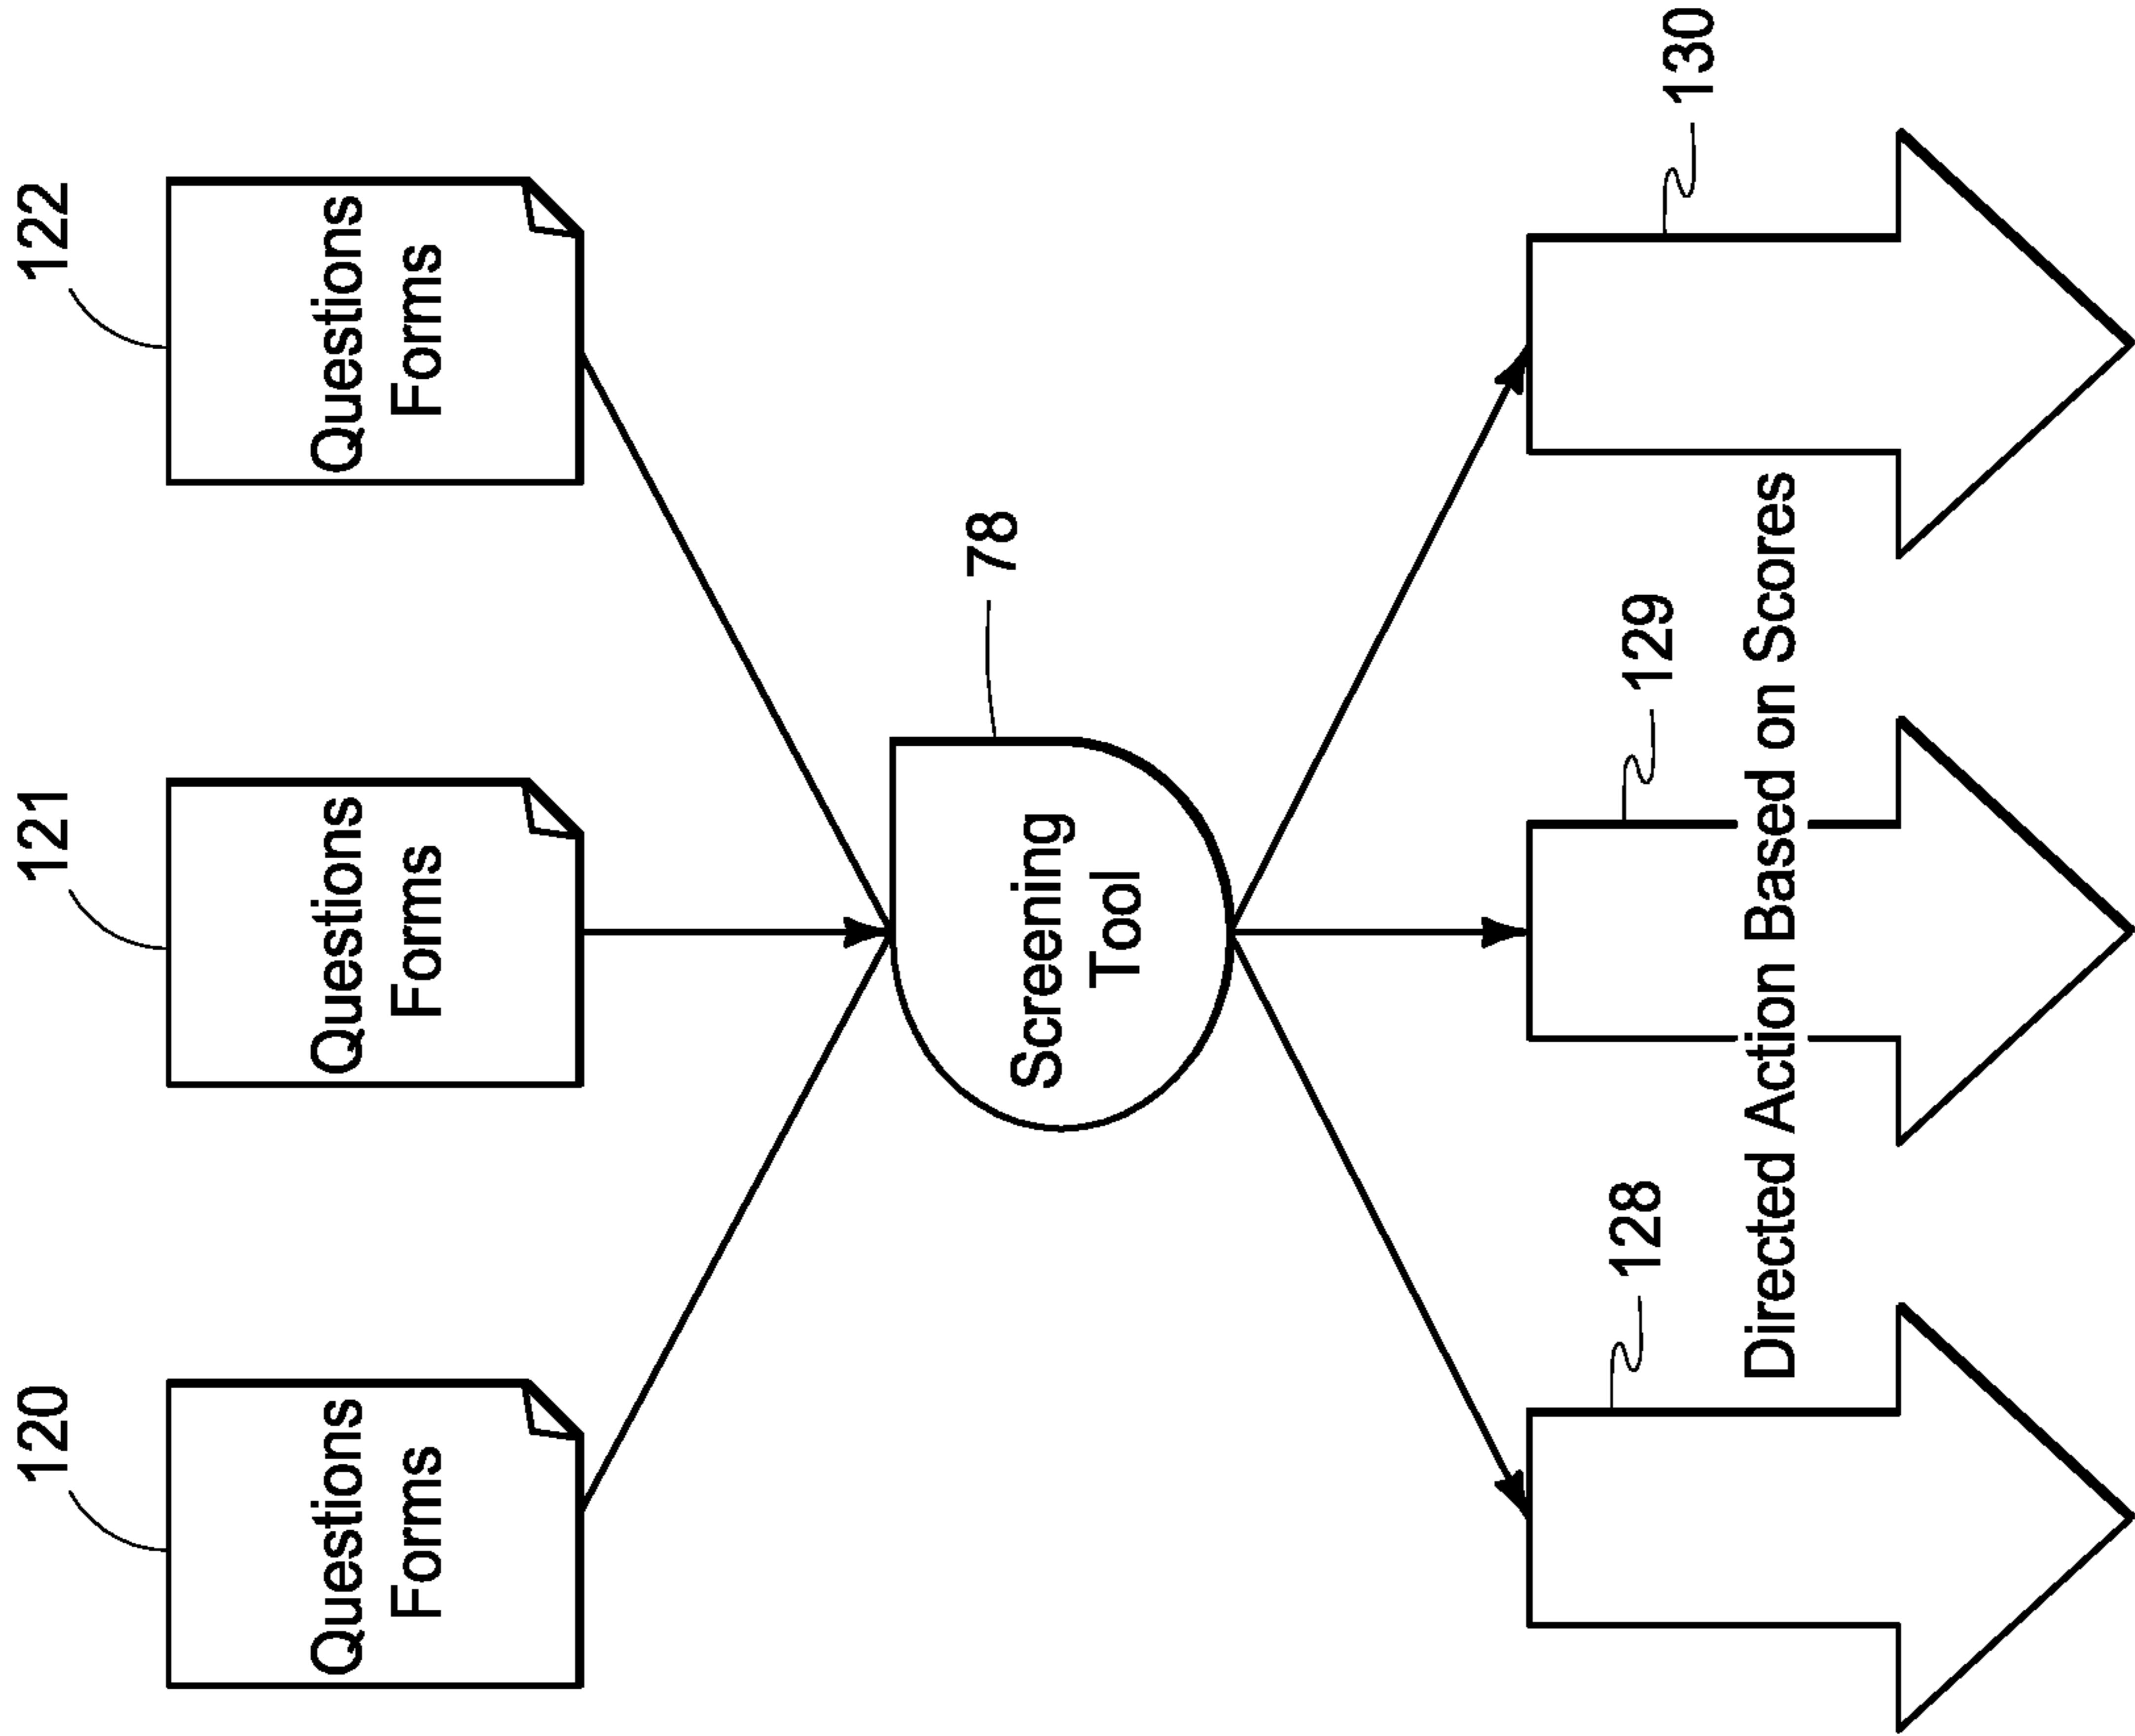 120
121
122
Questions
Forms
Questions
Forms
Questions
Forms
78
Screening
Tool
128
129
130
Directed Action Based on Scores